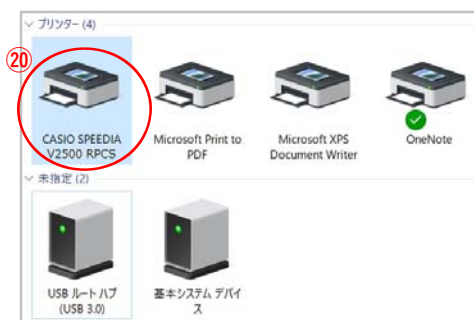 プリンター (4)
⑳
CASIO SPEEDIA
V2500 RPCS
Microsoft Print to
PDF
Microsoft XPS
Document Writer
OneNote
未指定 (2)
USB ルート ハブ
(USB 3.0)
基本システム デバイ
ス